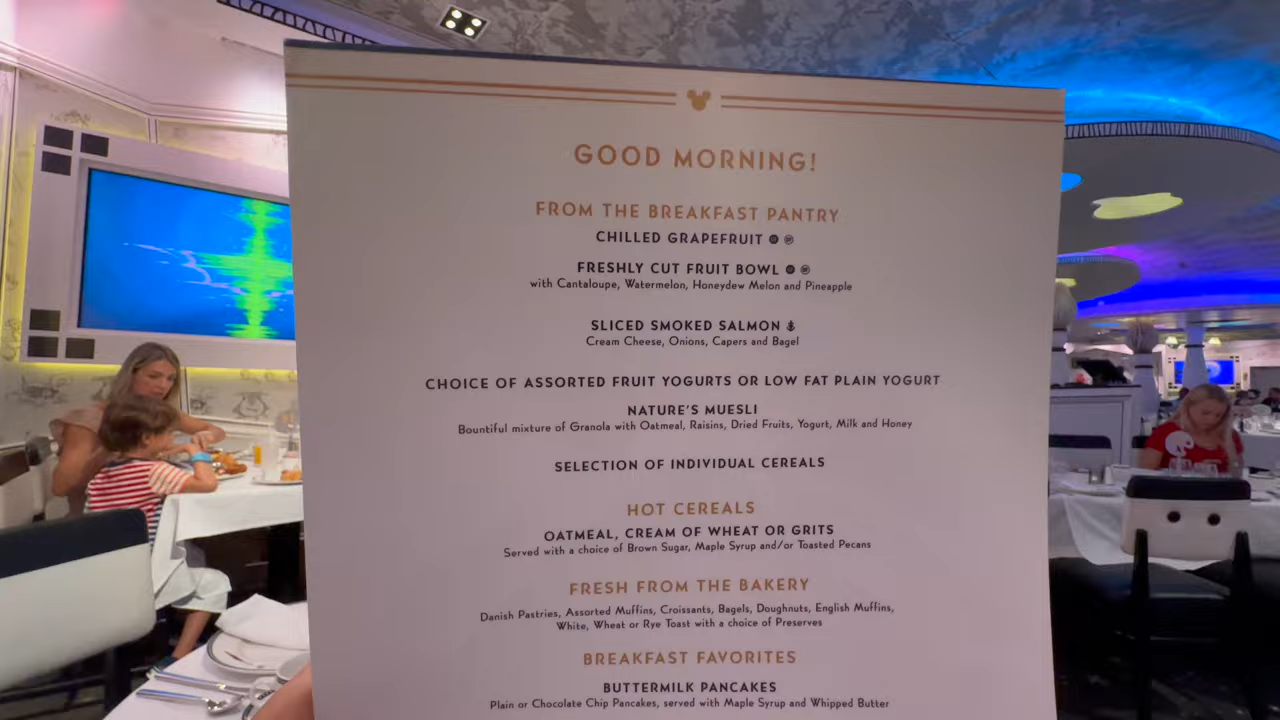 GOOD MORNING!
FROM THE BREAKFAST PANTRY
CHILLED GRAPEFRUIT
FRESHLY CUT FRUIT BOWL
with Cantaloupe, Watermelon, Honeydew Melon and Pineapple
SLICED SMOKED SALMON
Cream Cheese, Onions, Capers and Bagel
CHOICE OF ASSORTED FRUIT YOGURTS OR LOW FAT PLAIN YOGURT
NATURE'S MUESLI
Bountiful mixture of Granola with Oatmeal, Raisins, Dried Fruits, Yogurt, Milk and Honey
SELECTION OF INDIVIDUAL CEREALS
HOT CEREALS
OATMEAL, CREAM OF WHEAT OR GRITS
Served with a choice of Brown Sugar, Maple Syrup and/or Toasted Pecans
FRESH FROM THE BAKERY
Danish Pastries, Assorted Muffins, Croissants, Bagels, Doughnuts, English Muffins,
White, Wheat or Rye Toast with a choice of Preserves
BREAKFAST FAVORITES
BUTTERMILK PANCAKES
Plain or Chocolate Chip Pancakes, served with Maple Syrup and Whipped Butter